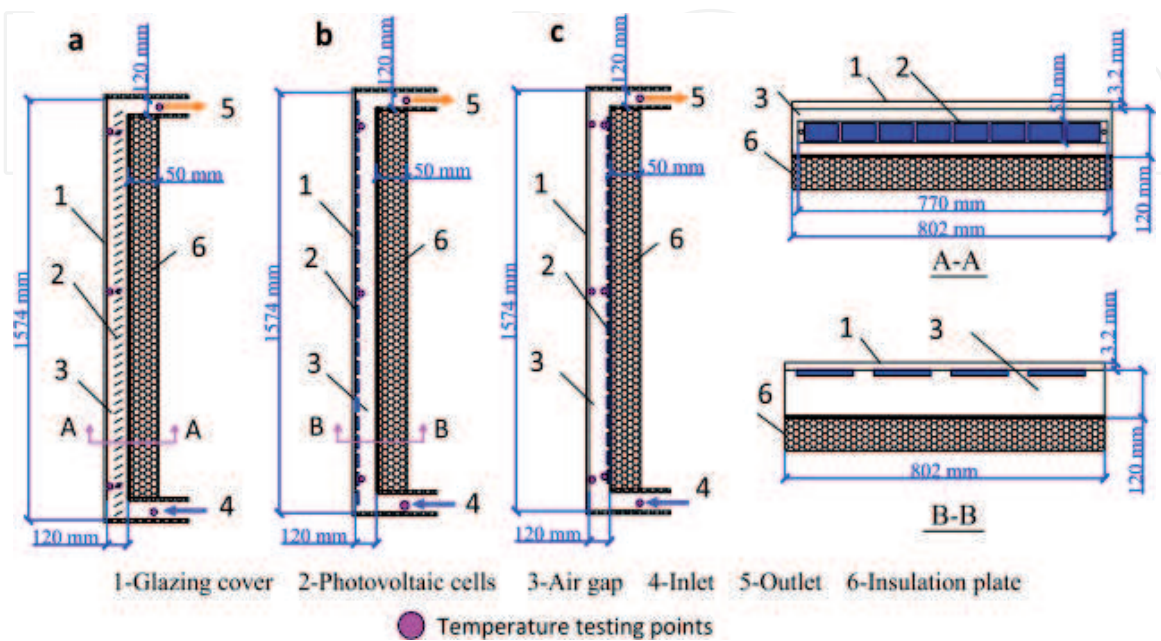 a
b
c
120 mm
120 mm
120 mm
5
5
5
50 mm
50 mm
50 mm
1
1
1
6
6
6
2
2
2
3
3
3
1574 mm
1574 mm
1574 mm
A A
B B
4
4
4
120 mm
120 mm
120 mm
1 2
3
6
3.2 mm
770 mm
802 mm
120 mm
A-A
1 3
6
3.2 mm
802 mm
120 mm
B-B
1-Glazing cover 2-Photovoltaic cells 3-Air gap 4-Inlet 5-Outlet 6-Insulation plate
Temperature testing points